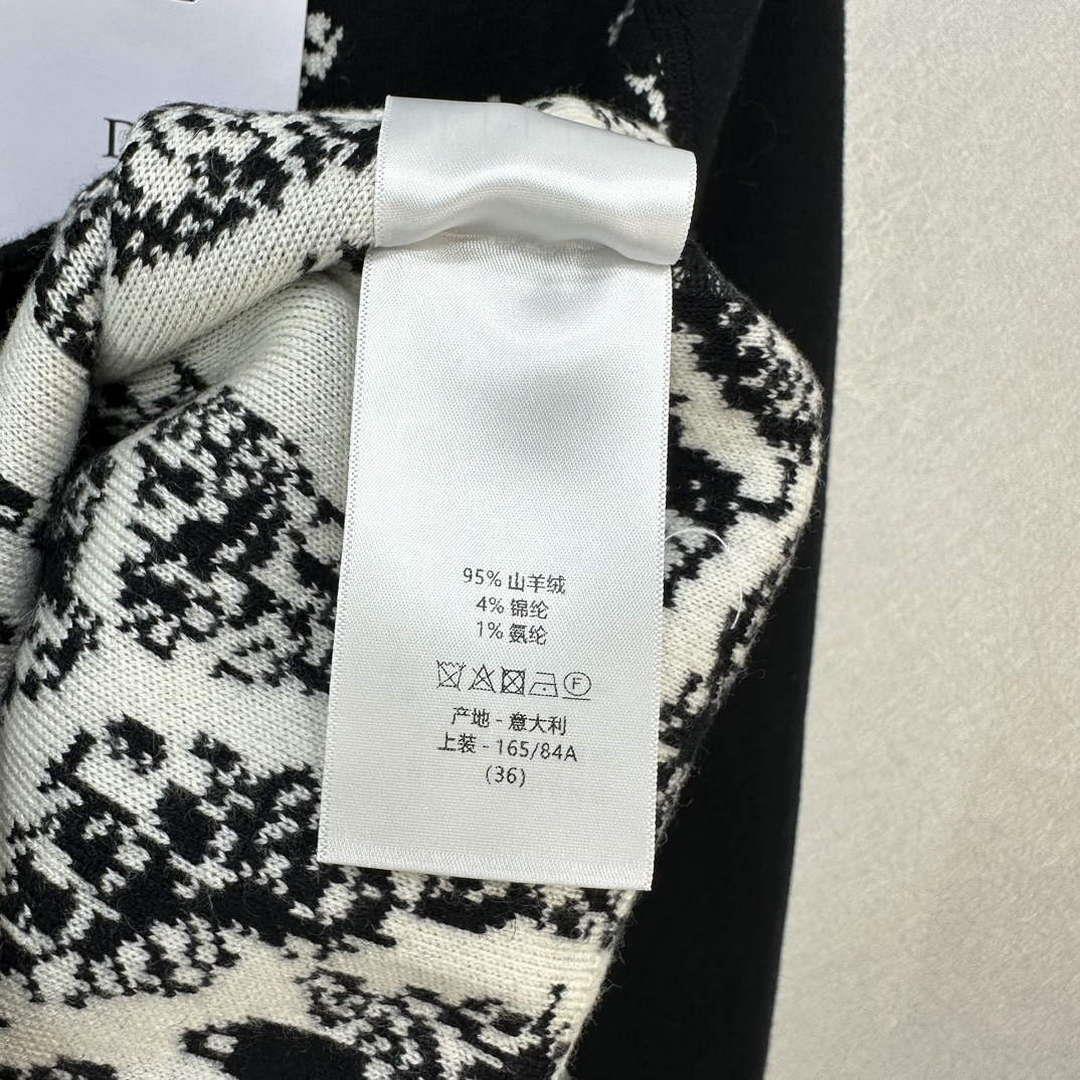 D
95% 山羊绒
4% 锦纶
1% 氨纶
F
产地 - 意大利
上装 - 165/84A
(36)